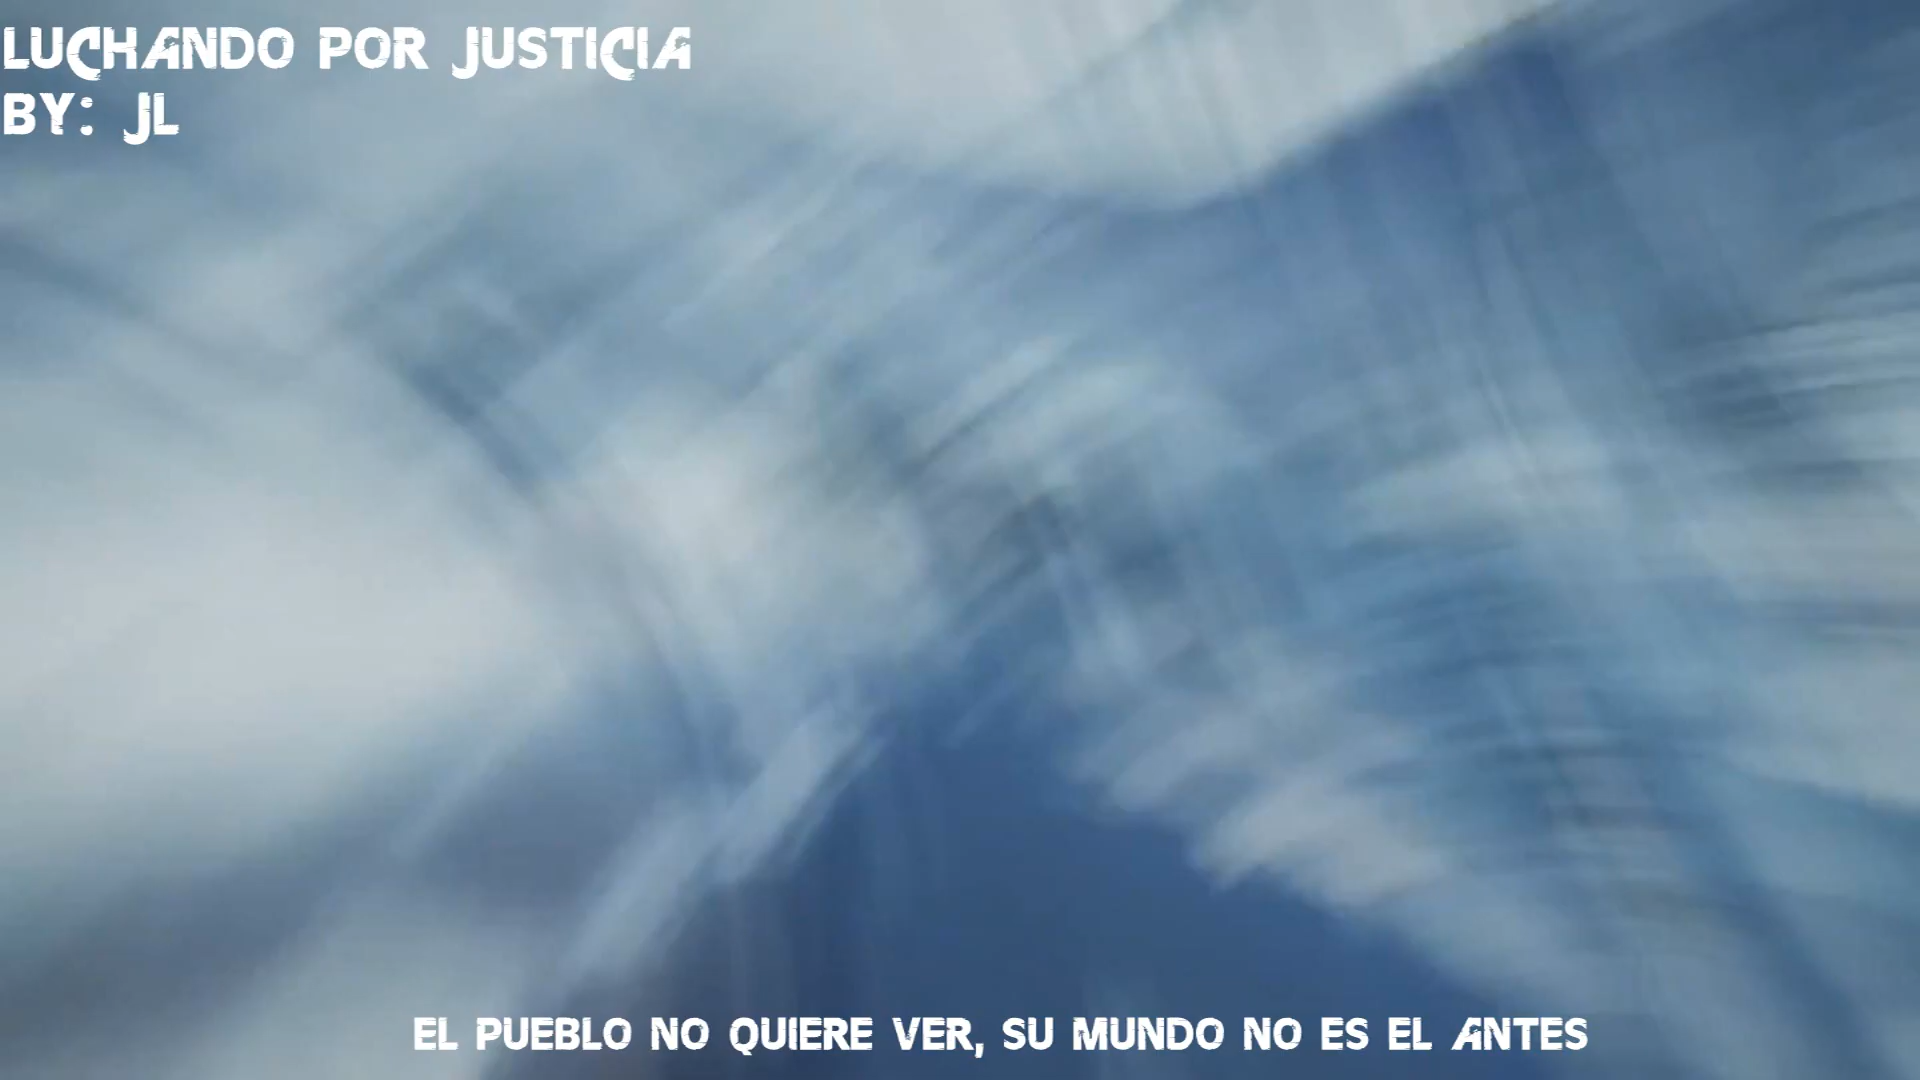 LUCHANDO POR JUSTICIA
BY: JL
EL PUEBLO NO QUIERE VER, SU MUNDO NO ES EL ANTES